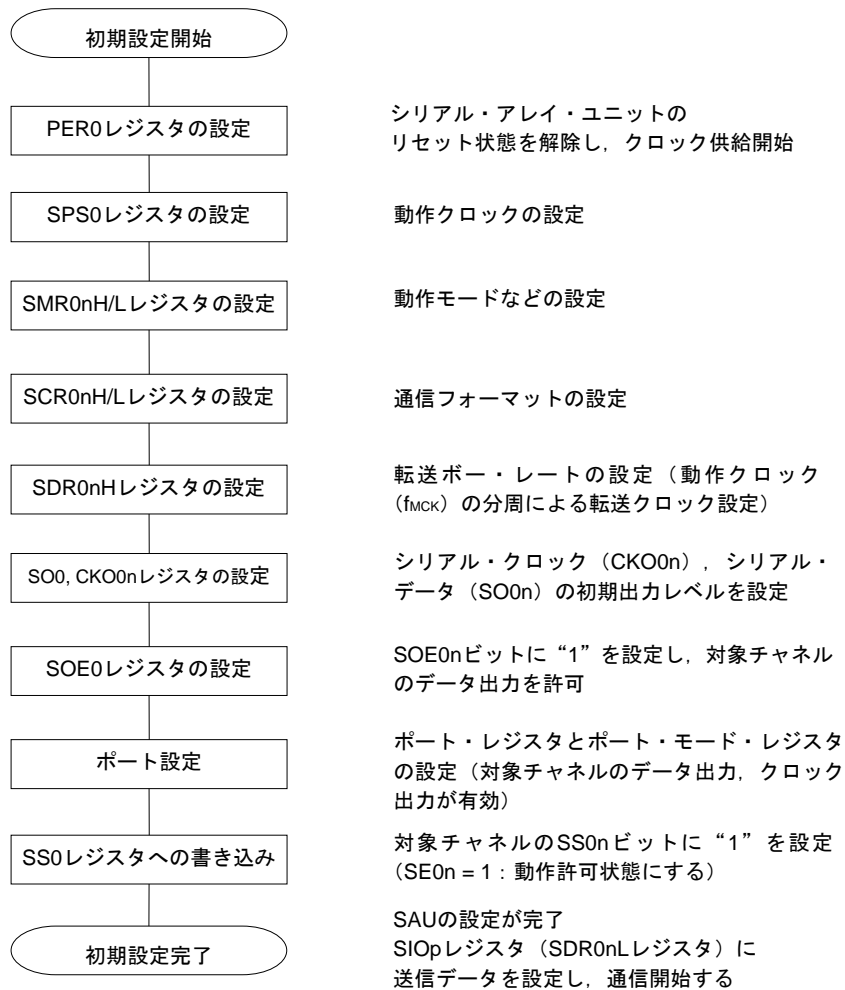 初期設定開始
PER0レジスタの設定
シリアル・アレイ・ユニットの
リセット状態を解除し，クロック供給開始
SPS0レジスタの設定
動作クロックの設定
SMR0nH/Lレジスタの設定
動作モードなどの設定
SCR0nH/Lレジスタの設定
通信フォーマットの設定
SDR0nHレジスタの設定
転送ボー・レートの設定（動作クロック
（fMCK）の分周による転送クロック設定）
SO0, CKO0nレジスタの設定
シリアル・クロック（CKO0n），シリアル・
データ（SO0n）の初期出力レベルを設定
SOE0レジスタの設定
SOE0nビットに“1”を設定し，対象チャネル
のデータ出力を許可
ポート設定
ポート・レジスタとポート・モード・レジスタ
の設定（対象チャネルのデータ出力，クロック
出力が有効）
SS0レジスタへの書き込み
対象チャネルのSS0nビットに“1”を設定
（SE0n = 1：動作許可状態にする）
初期設定完了
SAUの設定が完了
SIOpレジスタ（SDR0nLレジスタ）に
送信データを設定し，通信開始する